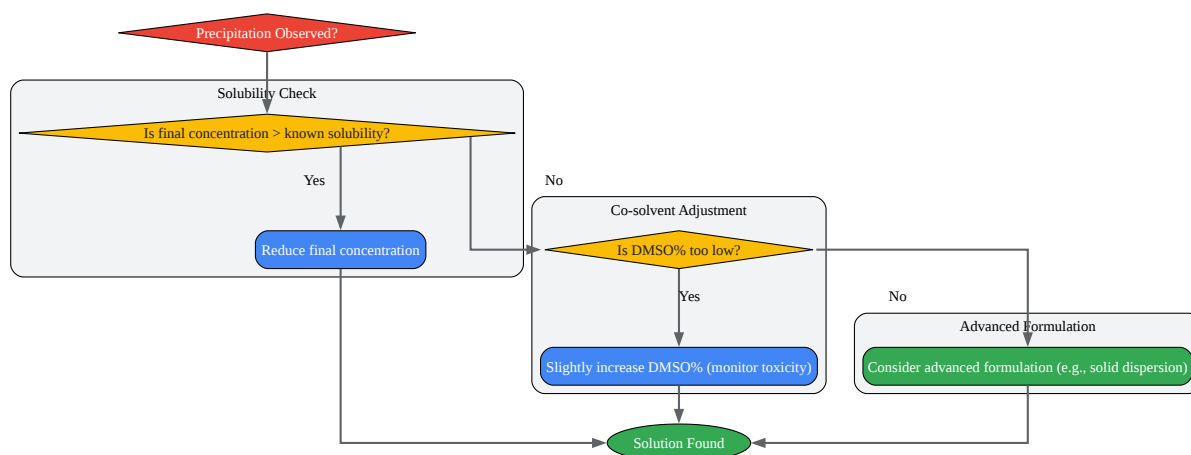 Precipitation Observed?
Solubility Check
Is final concentration > known solubility?
Yes
No
Reduce final concentration
Co-solvent Adjustment
Is DMSO% too low?
Yes
No
Slightly increase DMSO% (monitor toxicity)
Advanced Formulation
Consider advanced formulation (e.g., solid dispersion)
Solution Found